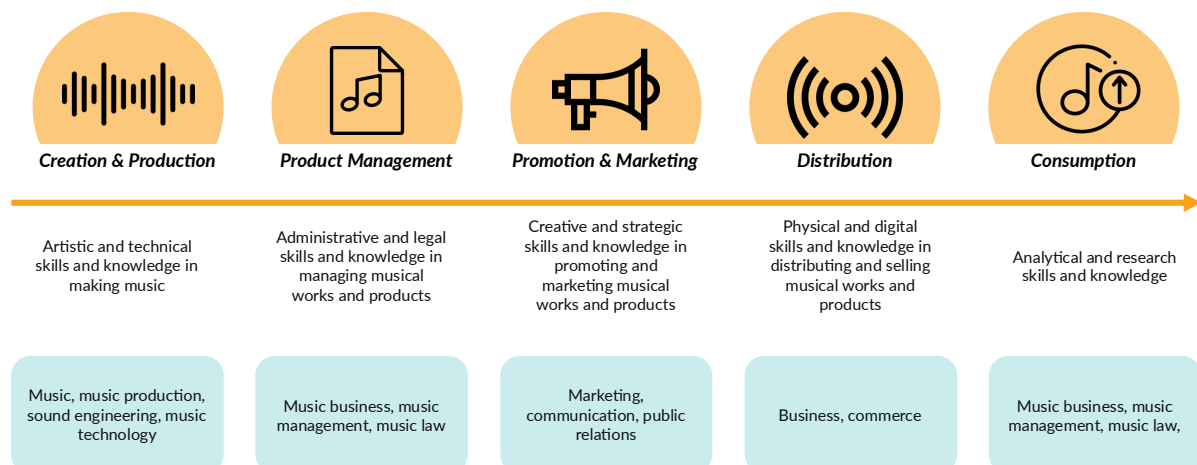 Creation & Production
Product Management
Promotion & Marketing
Distribution
Consumption
Artistic and technical
skills and knowledge in
making music
Administrative and legal
skills and knowledge in
managing musical
works and products
Creative and strategic
skills and knowledge in
promoting and
marketing musical
works and products
Physical and digital
skills and knowledge in
distributing and selling
musical works and
products
Analytical and research
skills and knowledge
Music, music production,
sound engineering, music
technology
Music business, music
management, music law
Marketing,
communication, public
relations
Business, commerce
Music business, music
management, music law,